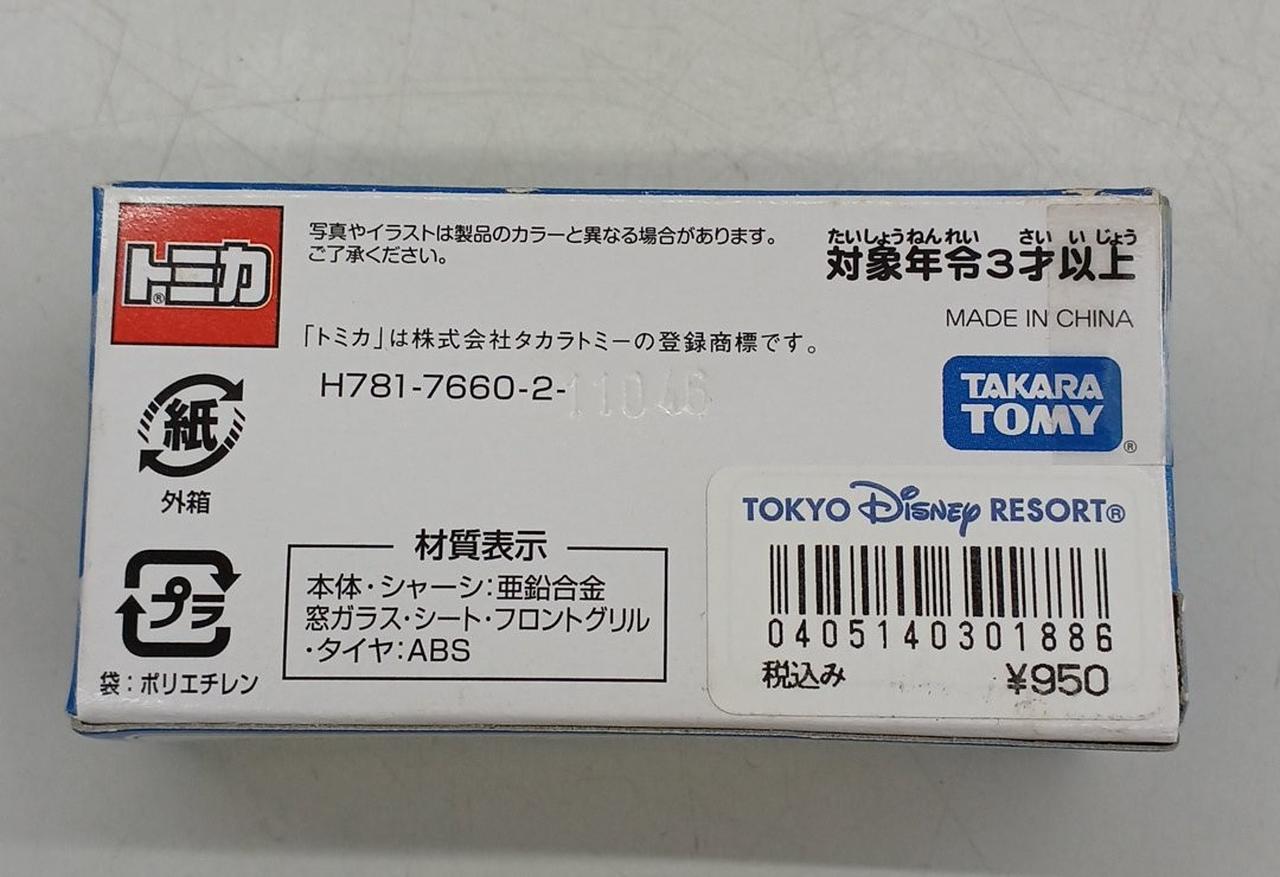 トミカ®
写真やイラストは製品のカラーと異なる場合があります。
ご了承ください。
たいしょうねんれい さい いじょう
対象年令3才以上
MADE IN CHINA
「トミカ」は株式会社タカラトミーの登録商標です。
H781-7660-2-11046
TAKARA
TOMY®
紙
外箱
プラ
袋:ポリエチレン
材質表示
本体・シャーシ:亜鉛合金
窓ガラス・シート・フロントグリル
・タイヤ:ABS
TOKYO Disney RESORT®
0405140301886
税込み ¥950